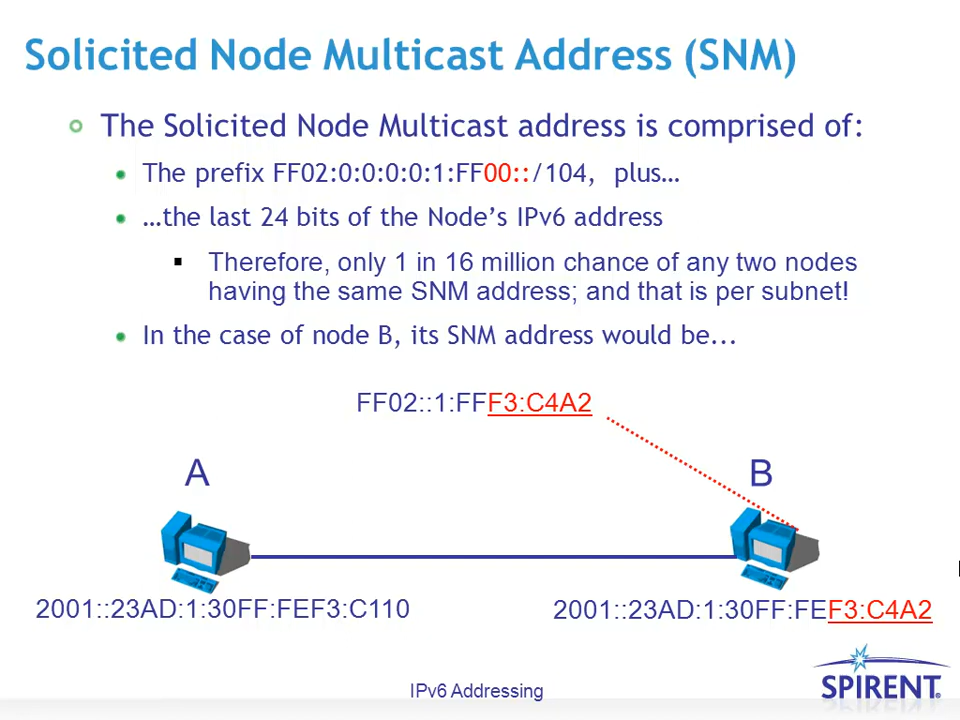 Solicited Node Multicast Address (SNM)
The Solicited Node Multicast address is comprised of:
The prefix FF02:0:0:0:0:1:FF00::/104, plus…
…the last 24 bits of the Node's IPv6 address
Therefore, only 1 in 16 million chance of any two nodes
having the same SNM address; and that is per subnet!
In the case of node B, its SNM address would be...
FF02::1:FFF3:C4A2
A
B
2001::23AD:1:30FF:FEF3:C110
2001::23AD:1:30FF:FEF3:C4A2
IPv6 Addressing
SPIRENT